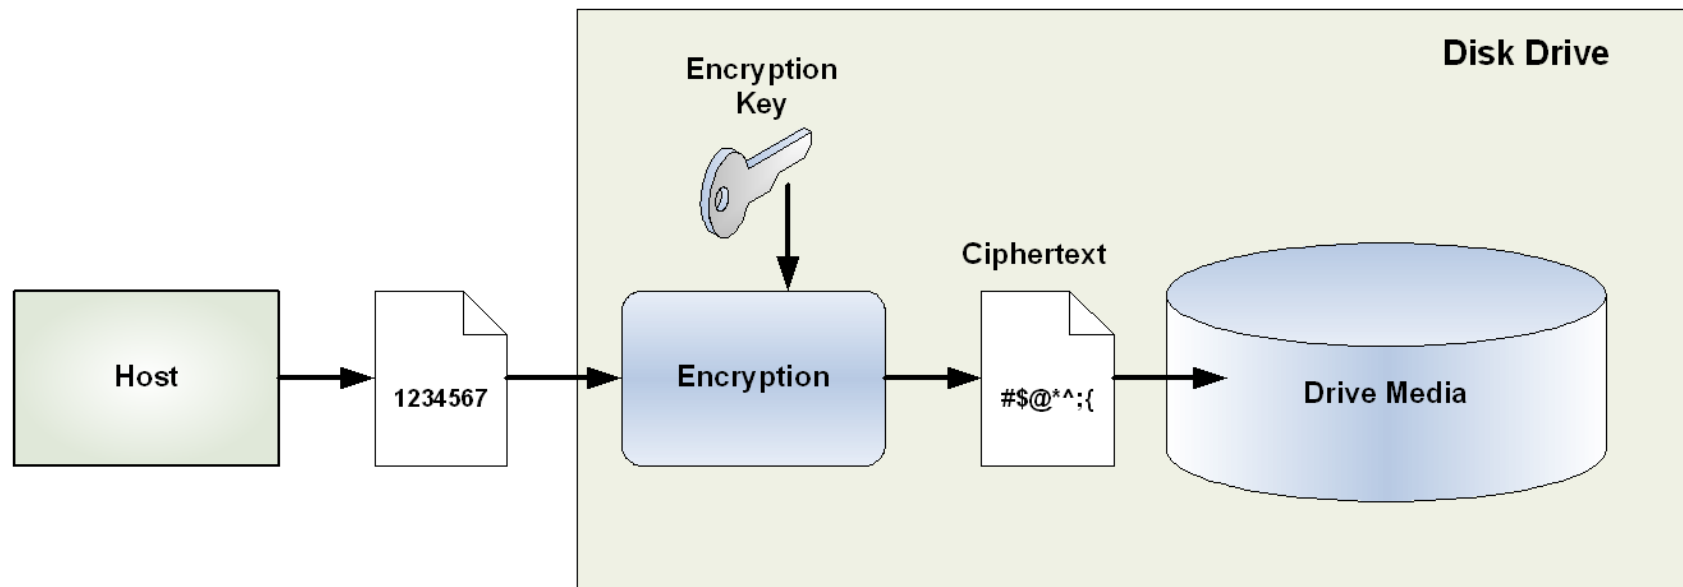 Disk Drive
Encryption
Key
Ciphertext
Host
1234567
Encryption
#$@*^;{
Drive Media